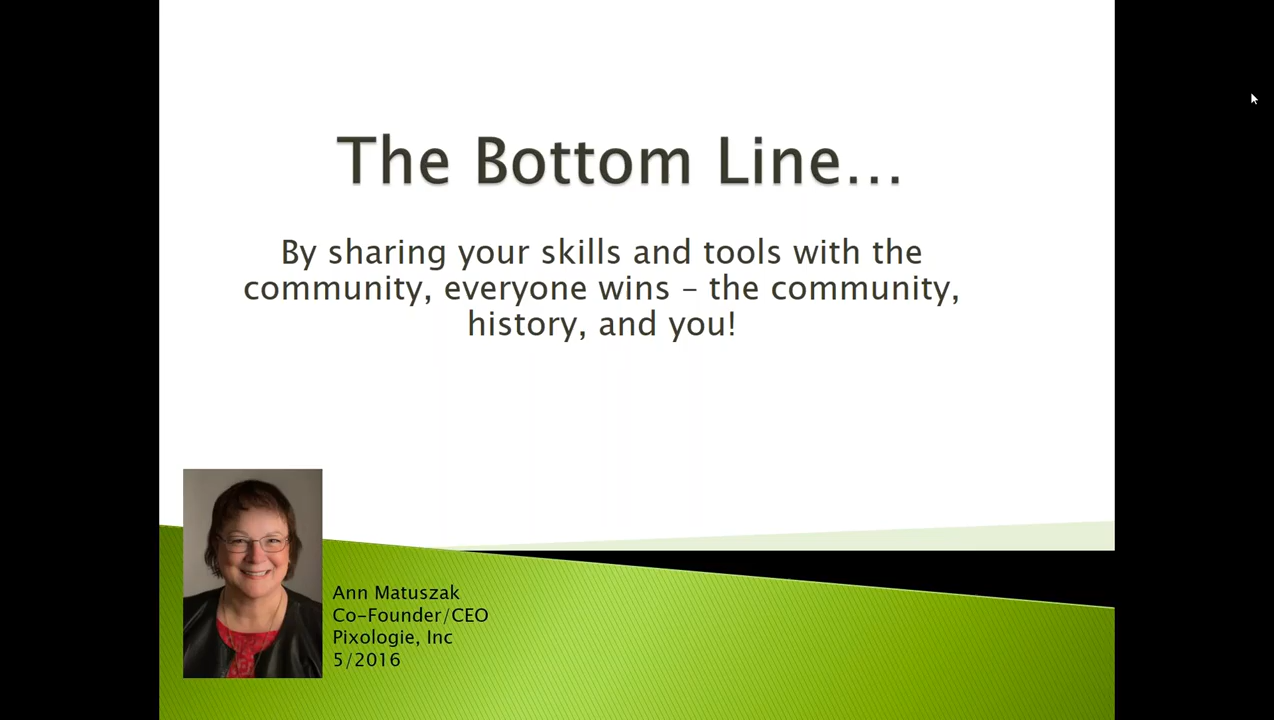 The Bottom Line...
By sharing your skills and tools with the
community, everyone wins – the community,
history, and you!
Ann Matuszak
Co-Founder/CEO
Pixologie, Inc
5/2016